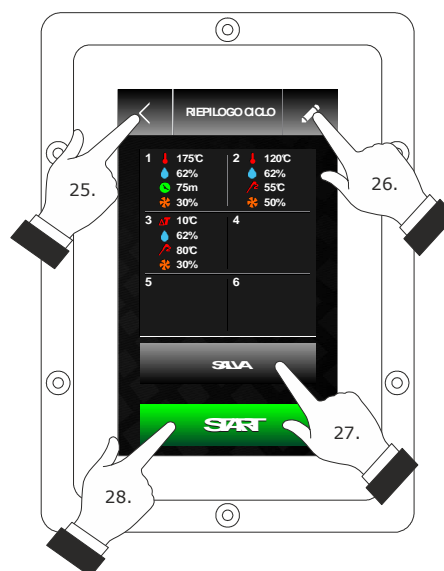 RIEPILOGO CICLO
1 175°C 2 120°C
62% 62%
75m 55°C
30% 50%
3 ΔT 10°C 4
62%
80°C
30%
5 6
SALVA
START
25.
26.
27.
28.